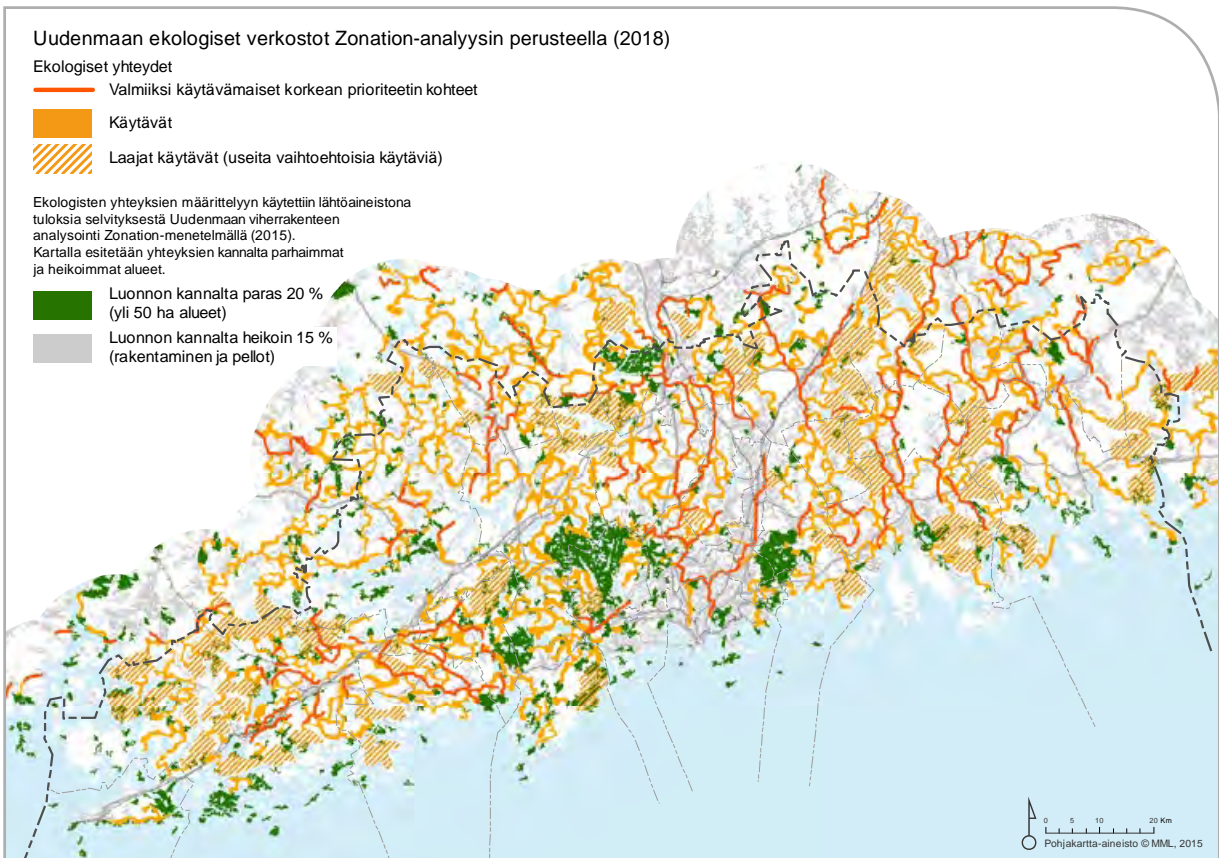 Uudenmaan ekologiset verkostot Zonation-analyysin perusteella (2018)
Ekologiset yhteydet
Valmiiksi käytävämaiset korkean prioriteetin kohteet
Käytävät
Laajat käytävät (useita vaihtoehtoisia käytäviä)
Ekologisten yhteyksien määrittelyyn käytettiin lähtöaineistona
tuloksia selvityksestä Uudenmaan viherrakenteen
analysointi Zonation-menetelmällä (2015).
Kartalla esitetään yhteyksien kannalta parhaimmat
ja heikoimmat alueet.
Luonnon kannalta paras 20 %
(yli 50 ha alueet)
Luonnon kannalta heikoin 15 %
(rakentaminen ja pellot)
0 5 10 20 Km
Pohjakartta-aineisto © MML, 2015